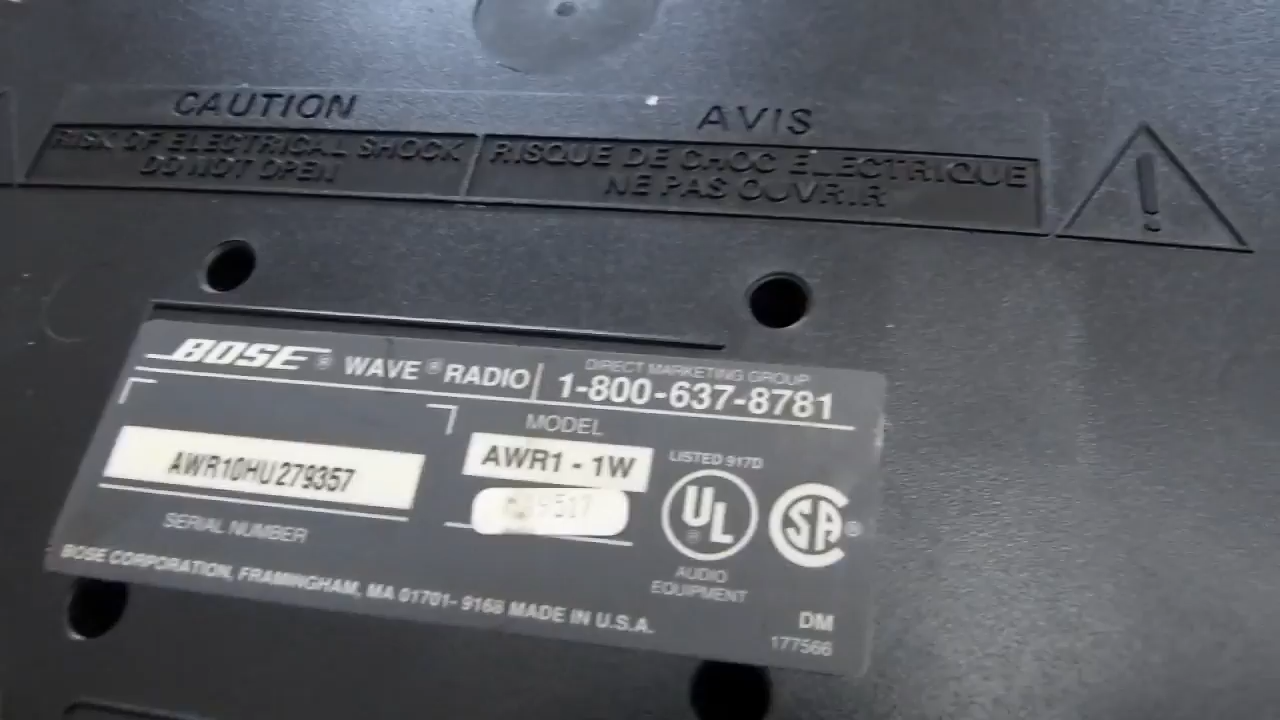 CAUTION
RISK OF ELECTRICAL SHOCK
DO NOT OPEN
AVIS
RISQUE DE CHOC ELECTRIQUE
NE PAS OUVRIR
!
BOSE® WAVE® RADIO
DIRECT MARKETING GROUP
1-800-637-8781
AWR10HU279357
SERIAL NUMBER
MODEL
AWR1 - 1W
LISTED 917D
UL®
AUDIO
EQUIPMENT
SA®
BOSE CORPORATION, FRAMINGHAM, MA 01701- 9168 MADE IN U.S.A.
DM
177566